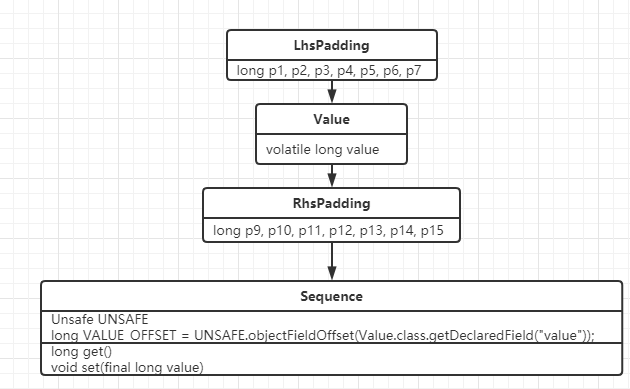 LhsPadding
long p1, p2, p3, p4, p5, p6, p7
Value
volatile long value
RhsPadding
long p9, p10, p11, p12, p13, p14, p15
Sequence
Unsafe UNSAFE
long VALUE_OFFSET = UNSAFE.objectFieldOffset(Value.class.getDeclaredField("value"));
long get()
void set(final long value)